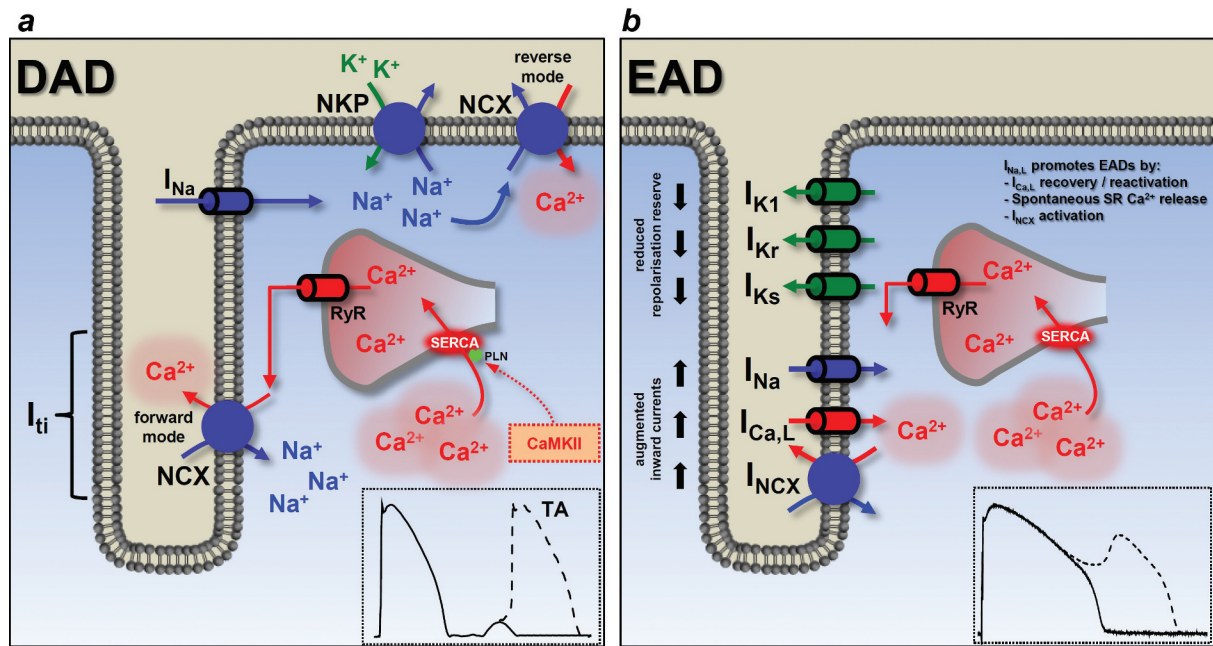 a
DAD
K⁺ K⁺
NKP
reverse
mode
NCX
I_Na
Na⁺
Na⁺
Na⁺
Ca²⁺
Ca²⁺
RyR
Ca²⁺
SERCA
PLN
Ca²⁺
forward
mode
I_ti
NCX
Na⁺
Na⁺
Na⁺
Ca²⁺
Ca²⁺
Ca²⁺
CaMKII
TA
b
EAD
I_Na,L promotes EADs by:
- I_Ca,L recovery / reactivation
- Spontaneous SR Ca²⁺ release
- I_NCX activation
reduced
repolarisation reserve
I_K1
I_Kr
I_Ks
Ca²⁺
RyR
Ca²⁺
SERCA
augmented
inward currents
I_Na
I_Ca,L
I_NCX
Ca²⁺
Ca²⁺
Ca²⁺
Ca²⁺